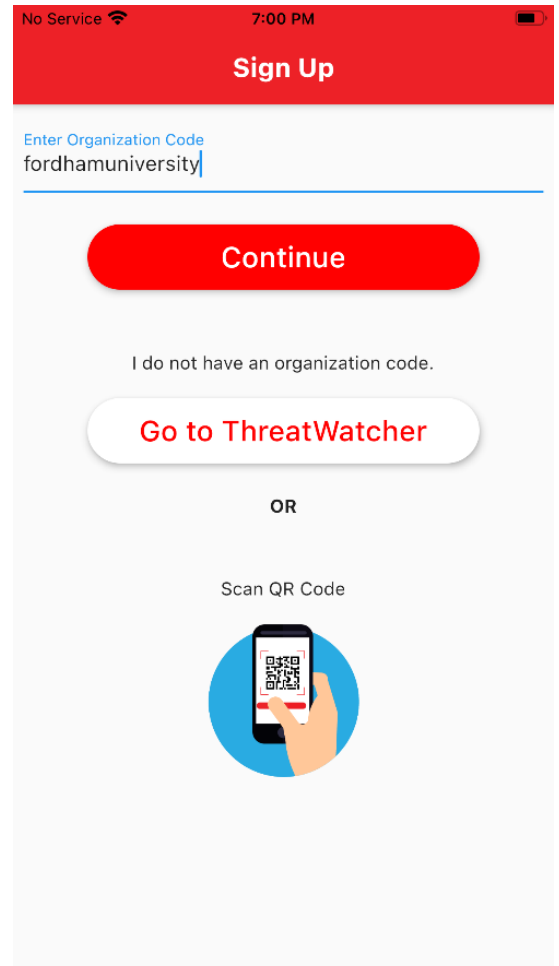 No Service 7:00 PM
Sign Up
Enter Organization Code
fordhamuniversity
Continue
I do not have an organization code.
Go to ThreatWatcher
OR
Scan QR Code